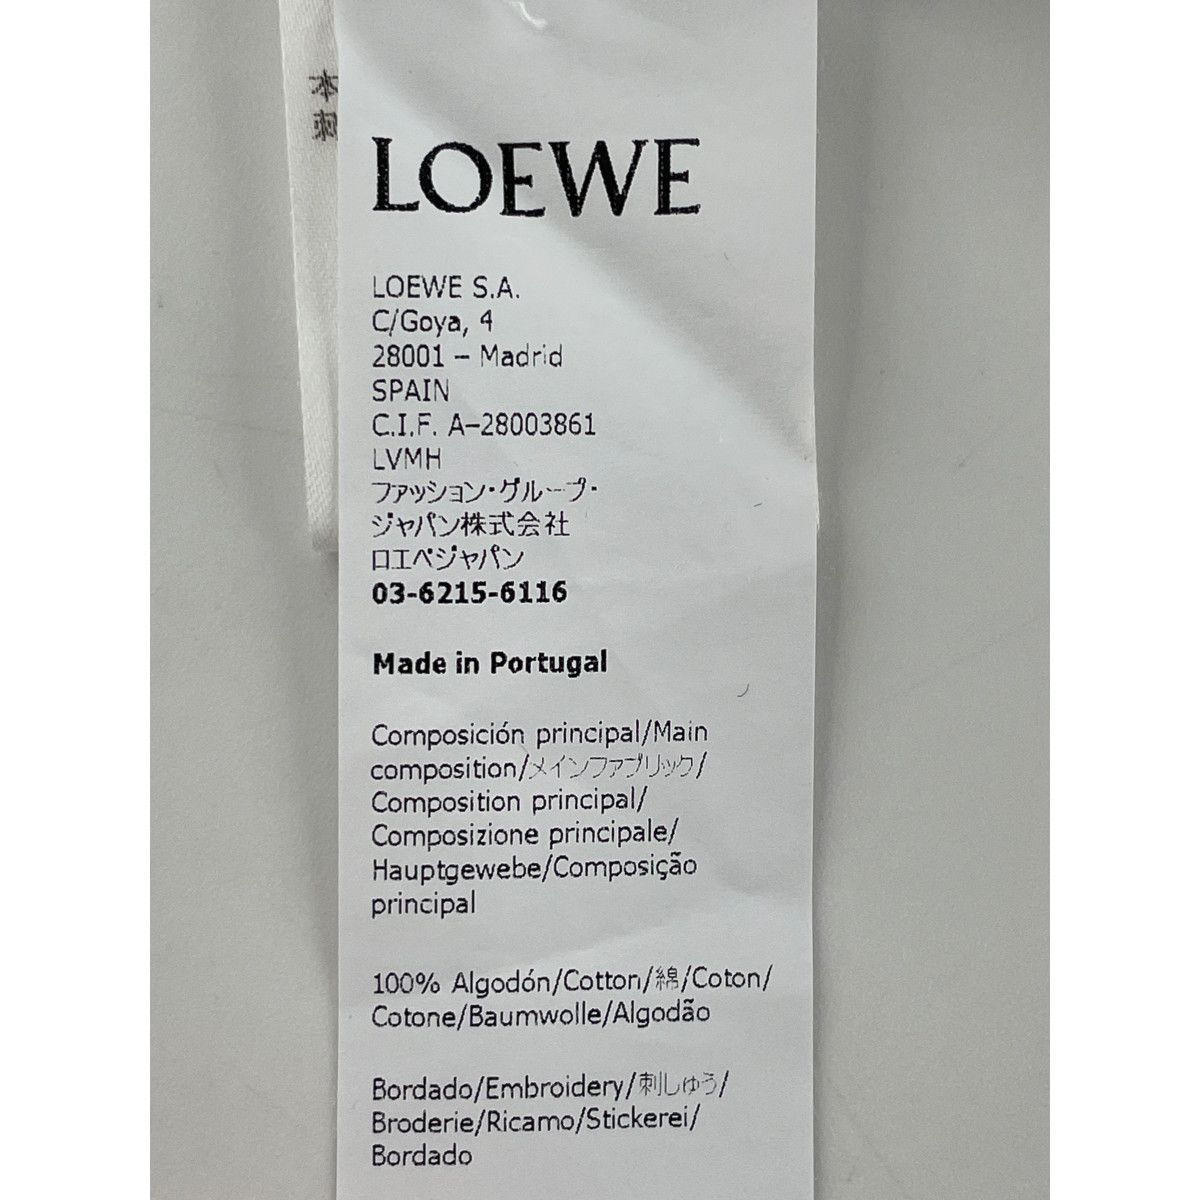 本
LOEWE
LOEWE S.A.
C/Goya, 4
28001 – Madrid
SPAIN
C.I.F. A–28003861
LVMH
ファッション・グループ・
ジャパン株式会社
ロエベジャパン
03-6215-6116
Made in Portugal
Composición principal/Main
composition/メインファブリック/
Composition principal/
Composizione principale/
Hauptgewebe/Composição
principal
100% Algodón/Cotton/綿/Coton/
Cotone/Baumwolle/Algodão
Bordado/Embroidery/刺しゅう/
Broderie/Ricamo/Stickerei/
Bordado